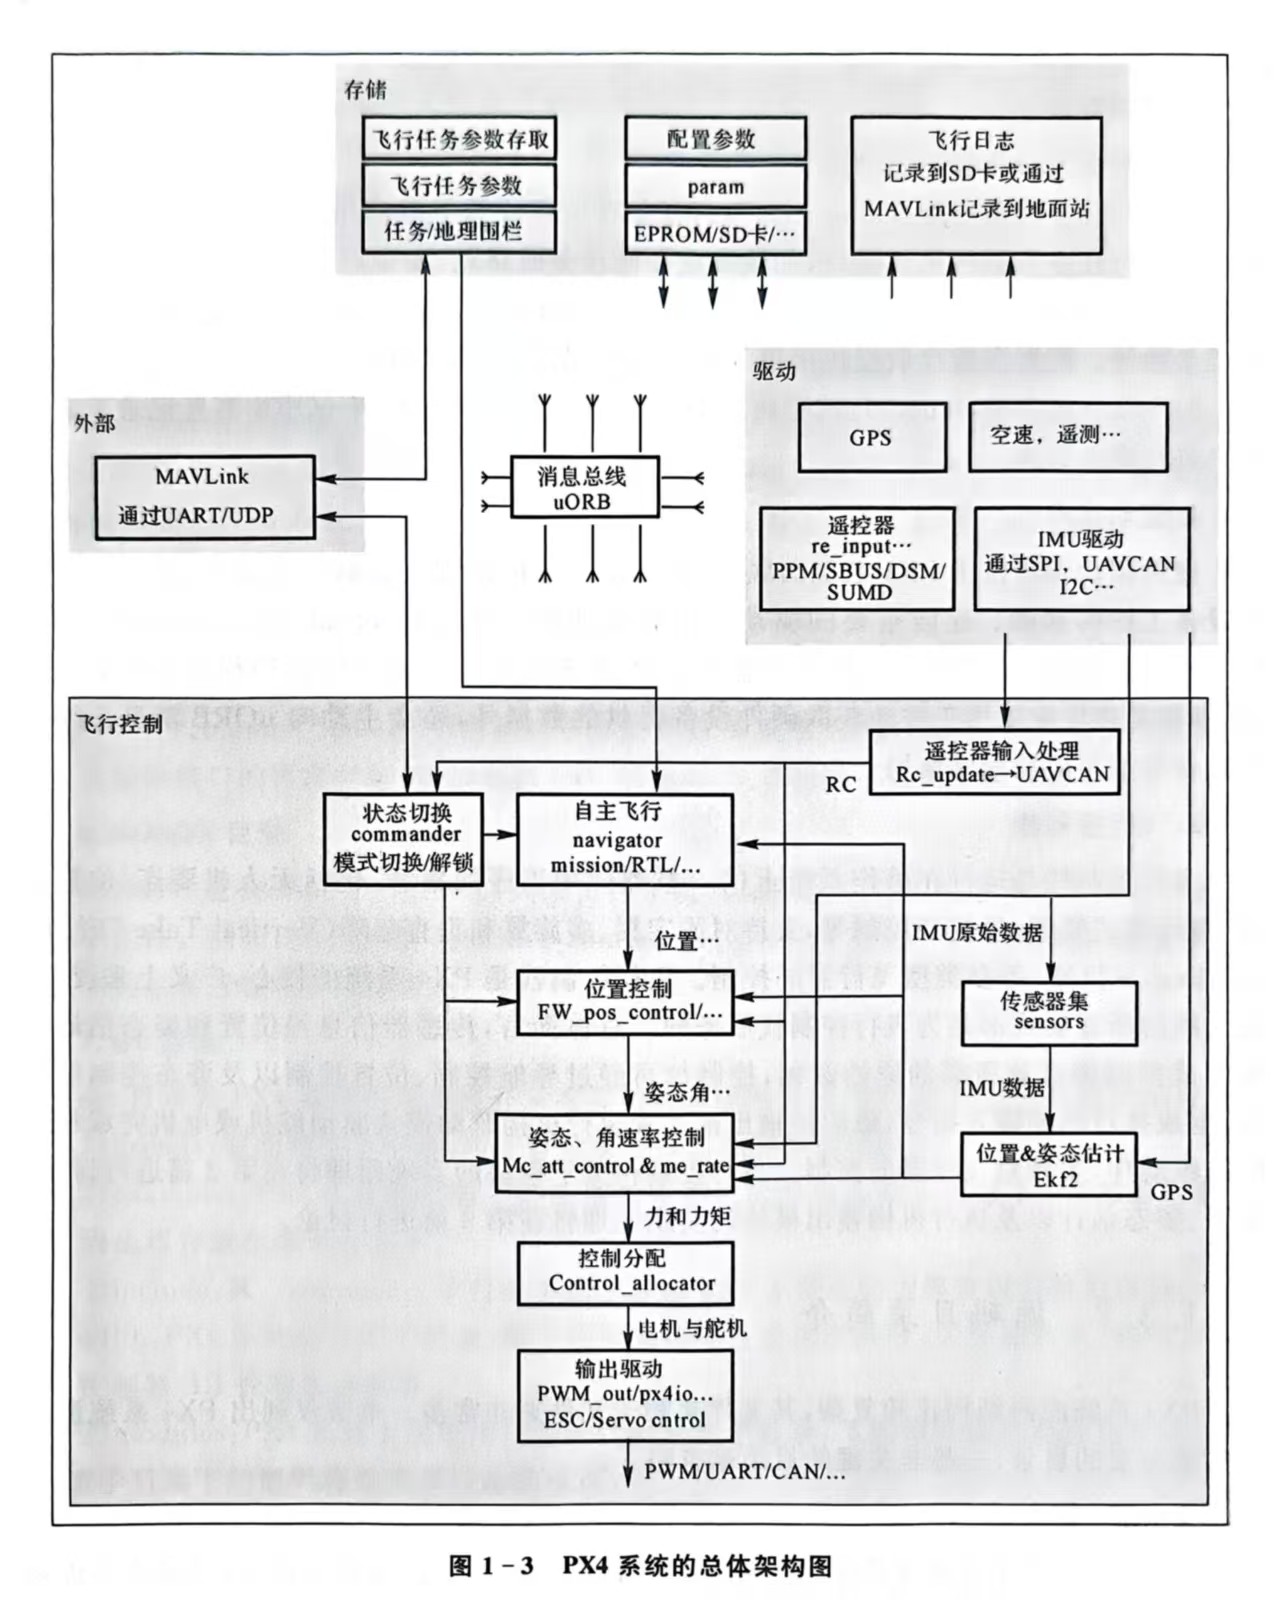 存储
飞行任务参数存取
飞行任务参数
任务/地理围栏
配置参数
param
EPROM/SD卡/…
飞行日志
记录到SD卡或通过
MAVLink记录到地面站
外部
MAVLink
通过UART/UDP
消息总线
uORB
驱动
GPS
空速，遥测…
遥控器
re_input…
PPM/SBUS/DSM/
SUMD
IMU驱动
通过SPI，UAVCAN
I2C…
飞行控制
遥控器输入处理
Rc_update→UAVCAN
RC
状态切换
commander
模式切换/解锁
自主飞行
navigator
mission/RTL/…
位置…
IMU原始数据
位置控制
FW_pos_control/…
传感器集
sensors
姿态角…
IMU数据
姿态、角速率控制
Mc_att_control & me_rate
位置&姿态估计
Ekf2
GPS
力和力矩
控制分配
Control_allocator
电机与舵机
输出驱动
PWM_out/px4io…
ESC/Servo cntrol
PWM/UART/CAN/…
图 1-3 PX4 系统的总体架构图